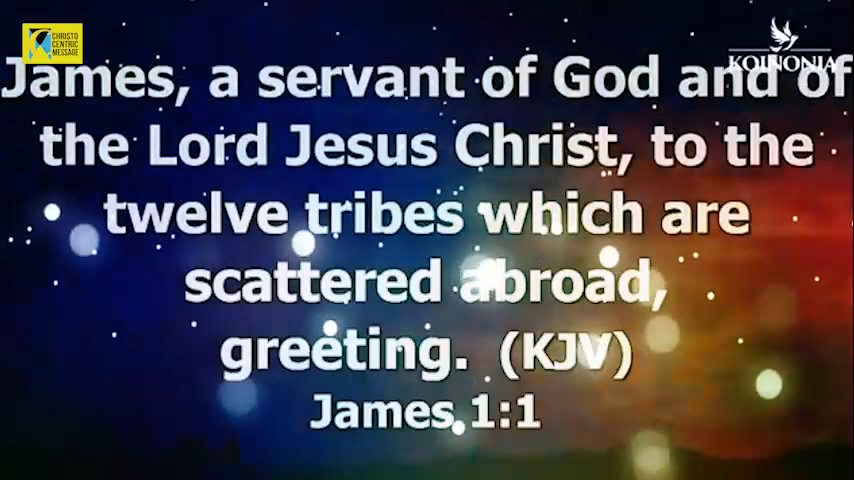 CHRISTO
CENTRIC
MESSAGE
KOINONIA
James, a servant of God and of
the Lord Jesus Christ, to the
twelve tribes which are
scattered abroad,
greeting. (KJV)
James 1:1